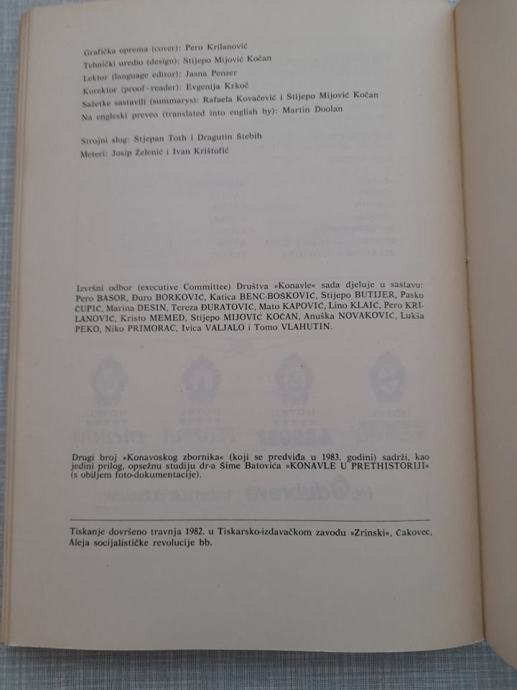 Grafička oprema (cover): Pero Krilanović
Tehnički uredio (design): Stijepo Mijović Kočan
Lektor (language editor): Jasna Penzer
Korektor (proof-reader): Evgenija Krkoč
Sažetke sastavili (summarys): Rafaela Kovačević i Stijepo Mijović Kočan
Na engleski preveo (translated into english by): Martin Doolan
Strojni slog: Stjepan Toth i Dragutin Štebih
Meteri: Josip Zelenić i Ivan Krištofić
Izvršni odbor (executive Committee) Društva »Konavle« sada djeluje u sastavu:
Pero BASOR, Đuro BORKOVIĆ, Katica BENC-BOSKOVIĆ, Stijepo BUTIJER, Pasko
ĆUPIĆ, Marina DESIN, Tereza ĐURATOVIĆ, Mato KAPOVIĆ, Lino KLAIĆ, Pero KRI-
LANOVIĆ, Kristo MEMED, Stijepo MIJOVIĆ KOČAN, Anuška NOVAKOVIĆ, Lukša
PEKO, Niko PRIMORAC, Ivica VALJALO i Tomo VLAHUTIN.
Drugi broj »Konavoskog zbornika« (koji se predviđa u 1983. godini) sadrži, kao
jedini prilog, opsežnu studiju dr-a Šime Batovića »KONAVLE U PRETHISTORIJI«
(s obiljem foto-dokumentacije).
Tiskanje dovršeno travnja 1982. u Tiskarsko-izdavačkom zavodu »Zrinski«, Čakovec,
Aleja socijalističke revolucije bb.